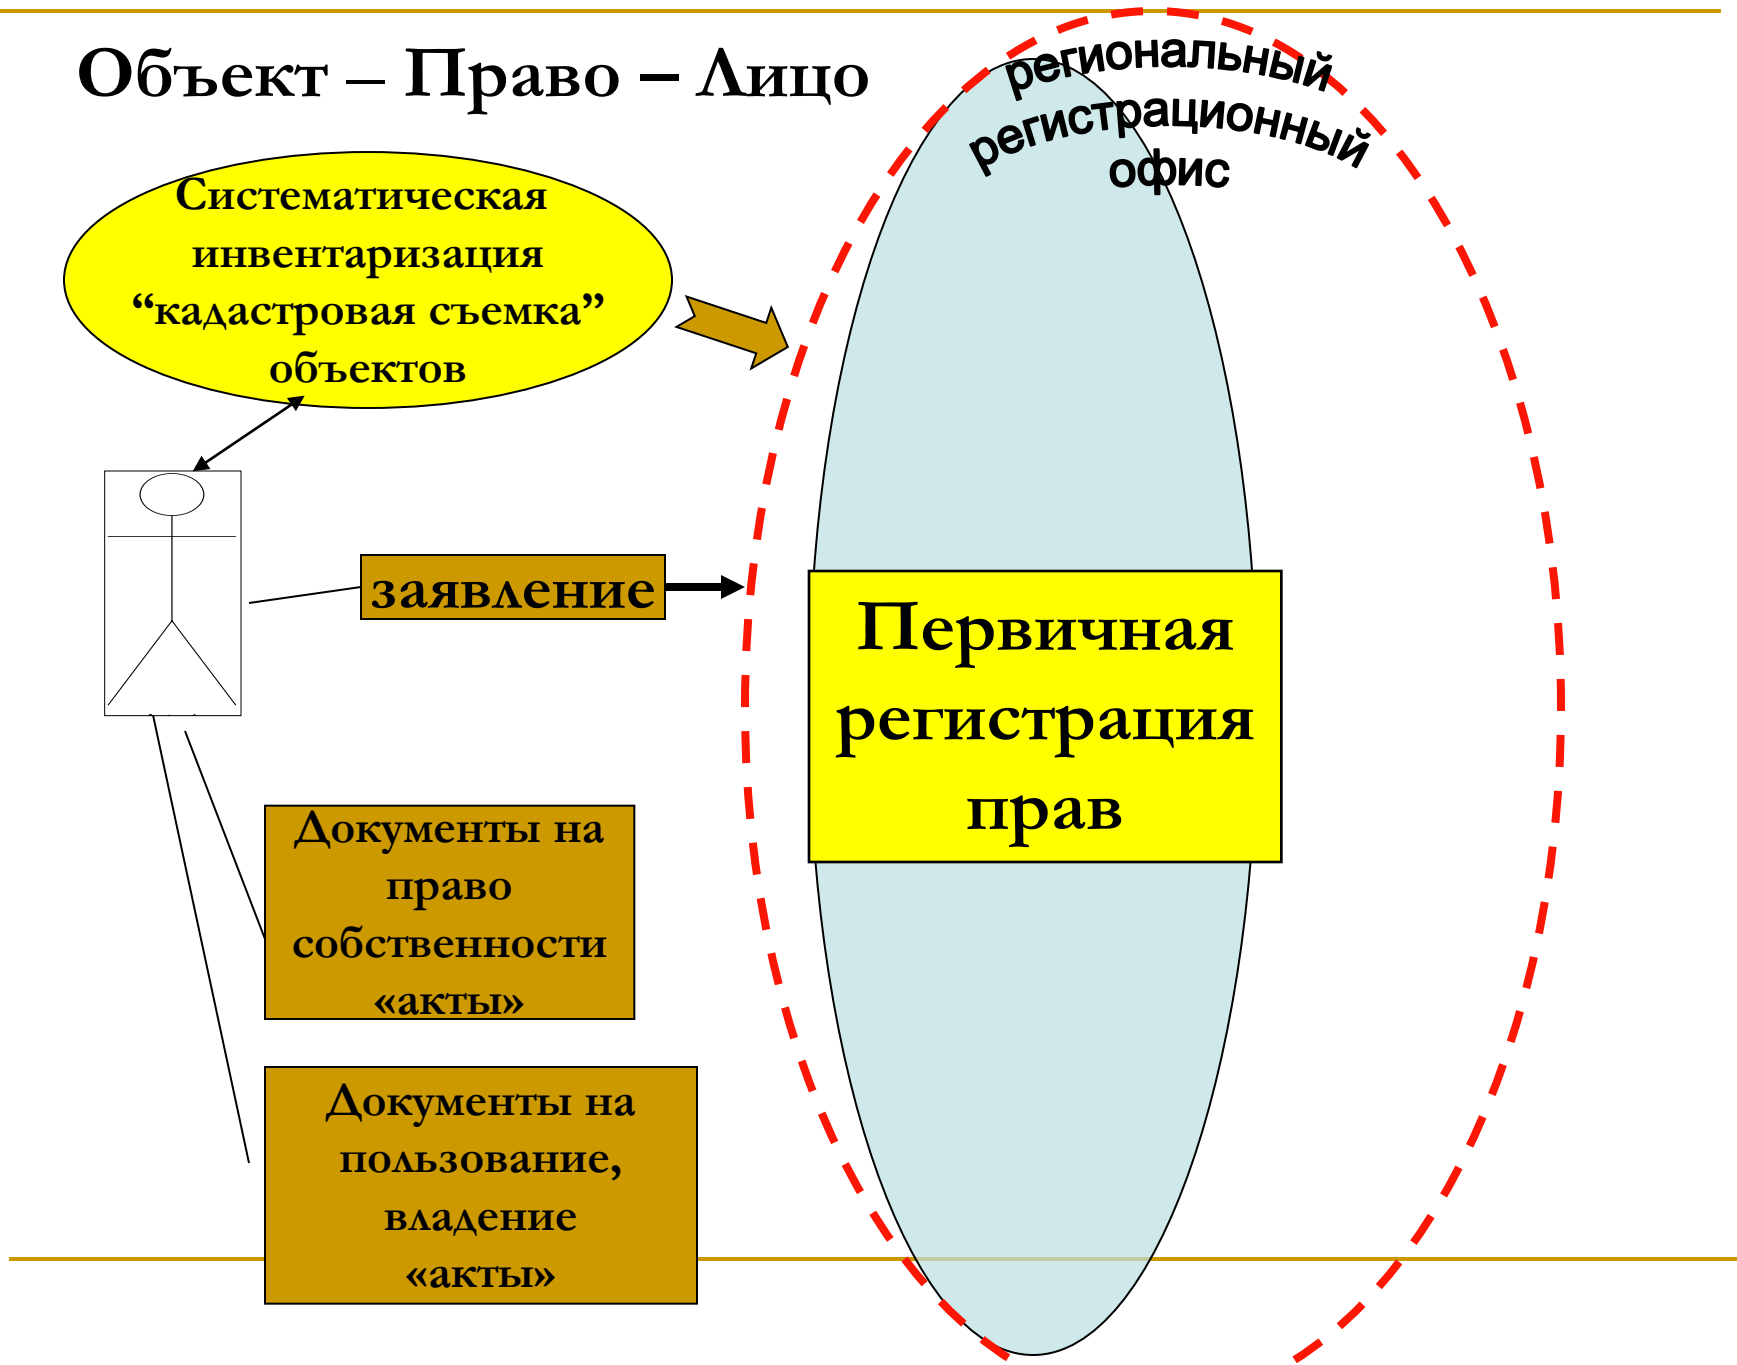 Объект – Право – Лицо
региональный
регистрационный
офис
Систематическая
инвентаризация
“кадастровая съемка”
объектов
заявление
Первичная
регистрация
прав
Документы на
право
собственности
«акты»
Документы на
пользование,
владение
«акты»